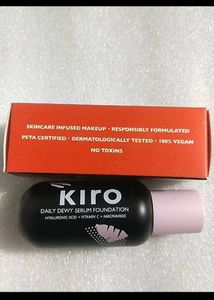 SKINCARE INFUSED MAKEUP · RESPONSIBLY FORMULATED
PETA CERTIFIED · DERMATOLOGICALLY TESTED · 100% VEGAN
NO TOXINS
KIRO
DAILY DEWY SERUM FOUNDATION
HYALURONIC ACID + VITAMIN C + NIACINAMIDE